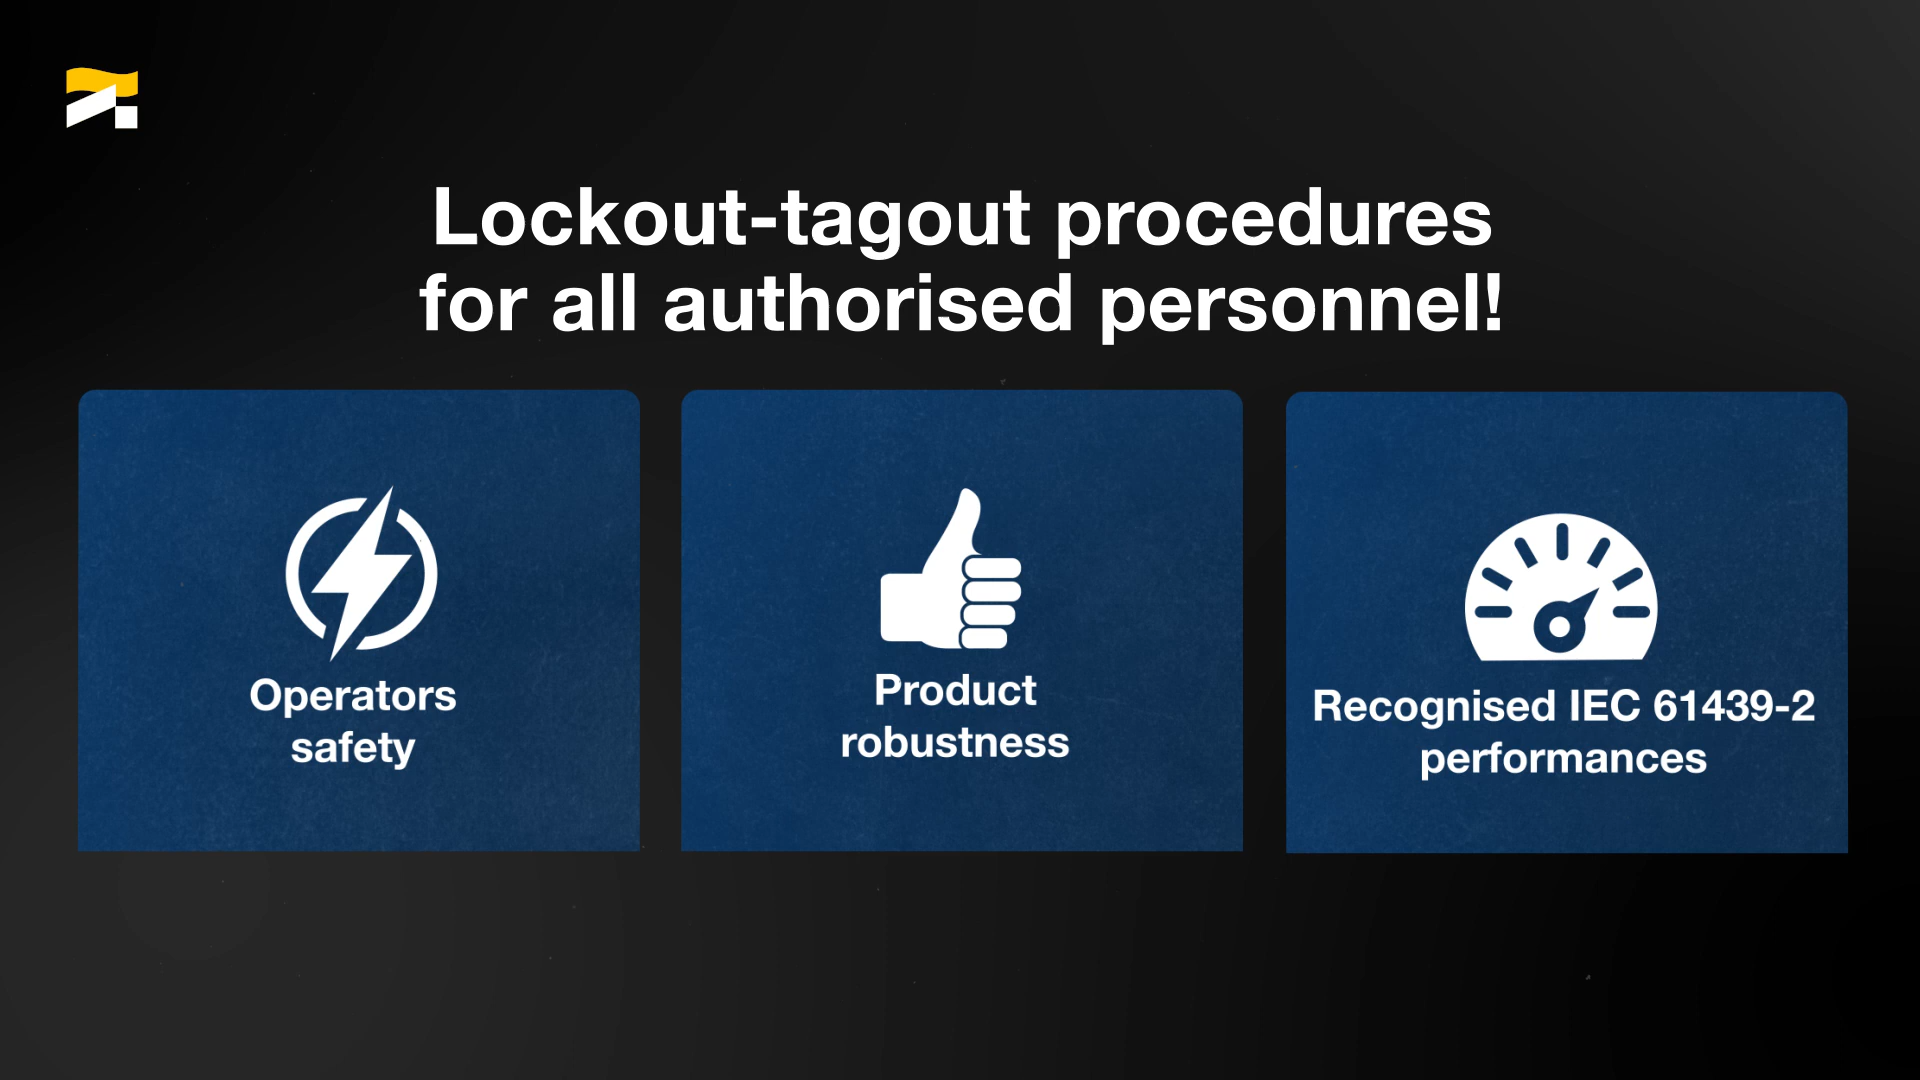 Lockout-tagout procedures
for all authorised personnel!
Operators
safety
Product
robustness
Recognised IEC 61439-2
performances